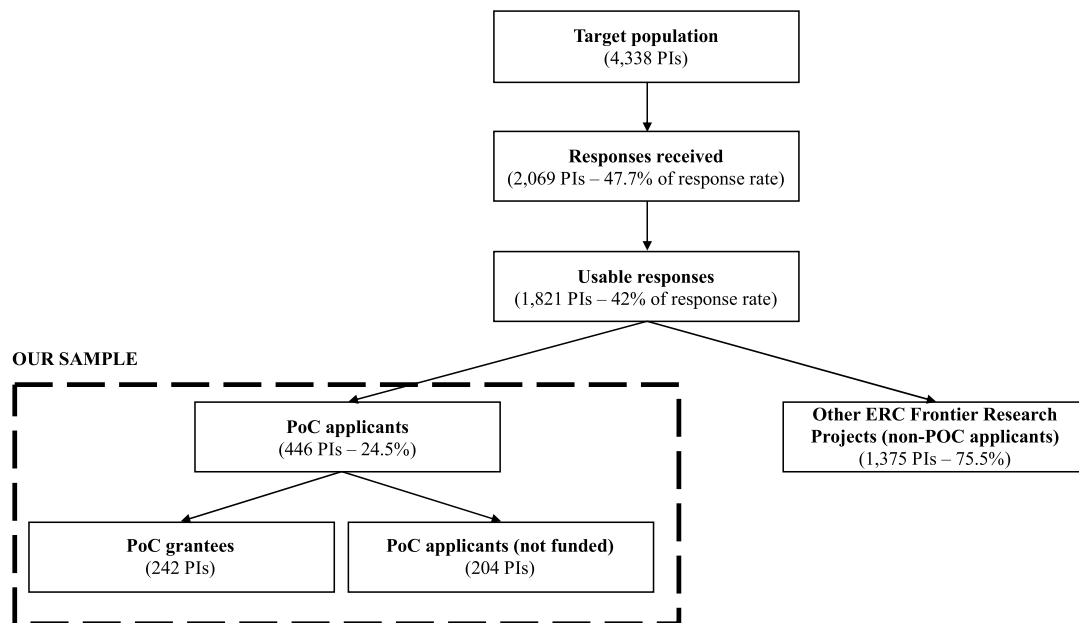 Target population
(4,338 PIs)
Responses received
(2,069 PIs – 47.7% of response rate)
Usable responses
(1,821 PIs – 42% of response rate)
OUR SAMPLE
PoC applicants
(446 PIs – 24.5%)
Other ERC Frontier Research
Projects (non-POC applicants)
(1,375 PIs – 75.5%)
PoC grantees
(242 PIs)
PoC applicants (not funded)
(204 PIs)